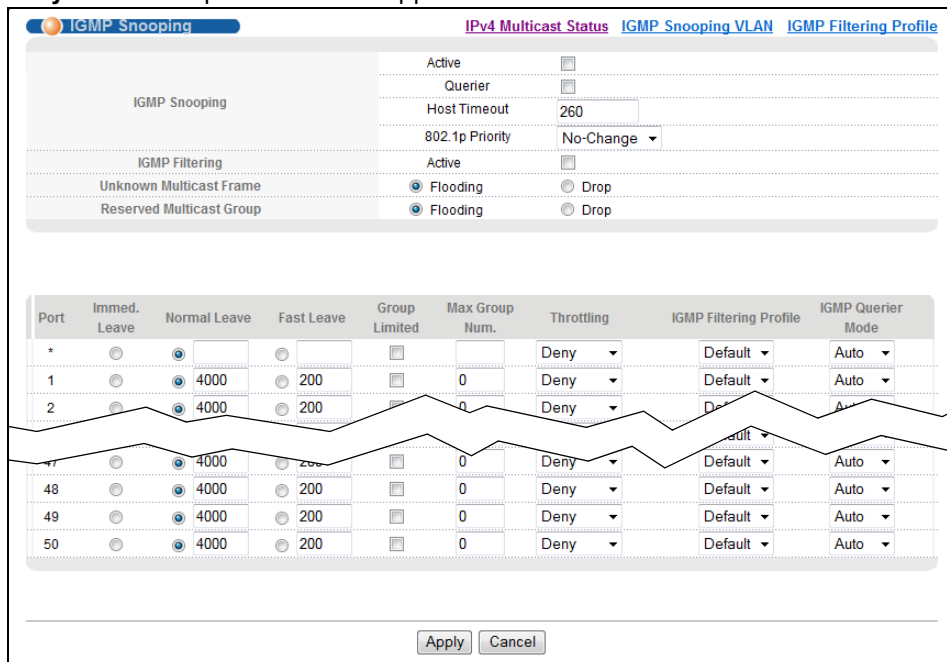 IGMP Snooping IPv4 Multicast Status IGMP Snooping VLAN IGMP Filtering Profile
IGMP Snooping
Active
Querier
Host Timeout 260
802.1p Priority No-Change
IGMP Filtering Active
Unknown Multicast Frame Flooding Drop
Reserved Multicast Group Flooding Drop
Port Immed. Leave Normal Leave Fast Leave Group Limited Max Group Num. Throttling IGMP Filtering Profile IGMP Querier Mode
* Deny Default Auto
1 4000 200 0 Deny Default Auto
2 4000 200 0 Deny
47 4000 0 Deny Default Auto
48 4000 200 0 Deny Default Auto
49 4000 200 0 Deny Default Auto
50 4000 200 0 Deny Default Auto
Apply Cancel